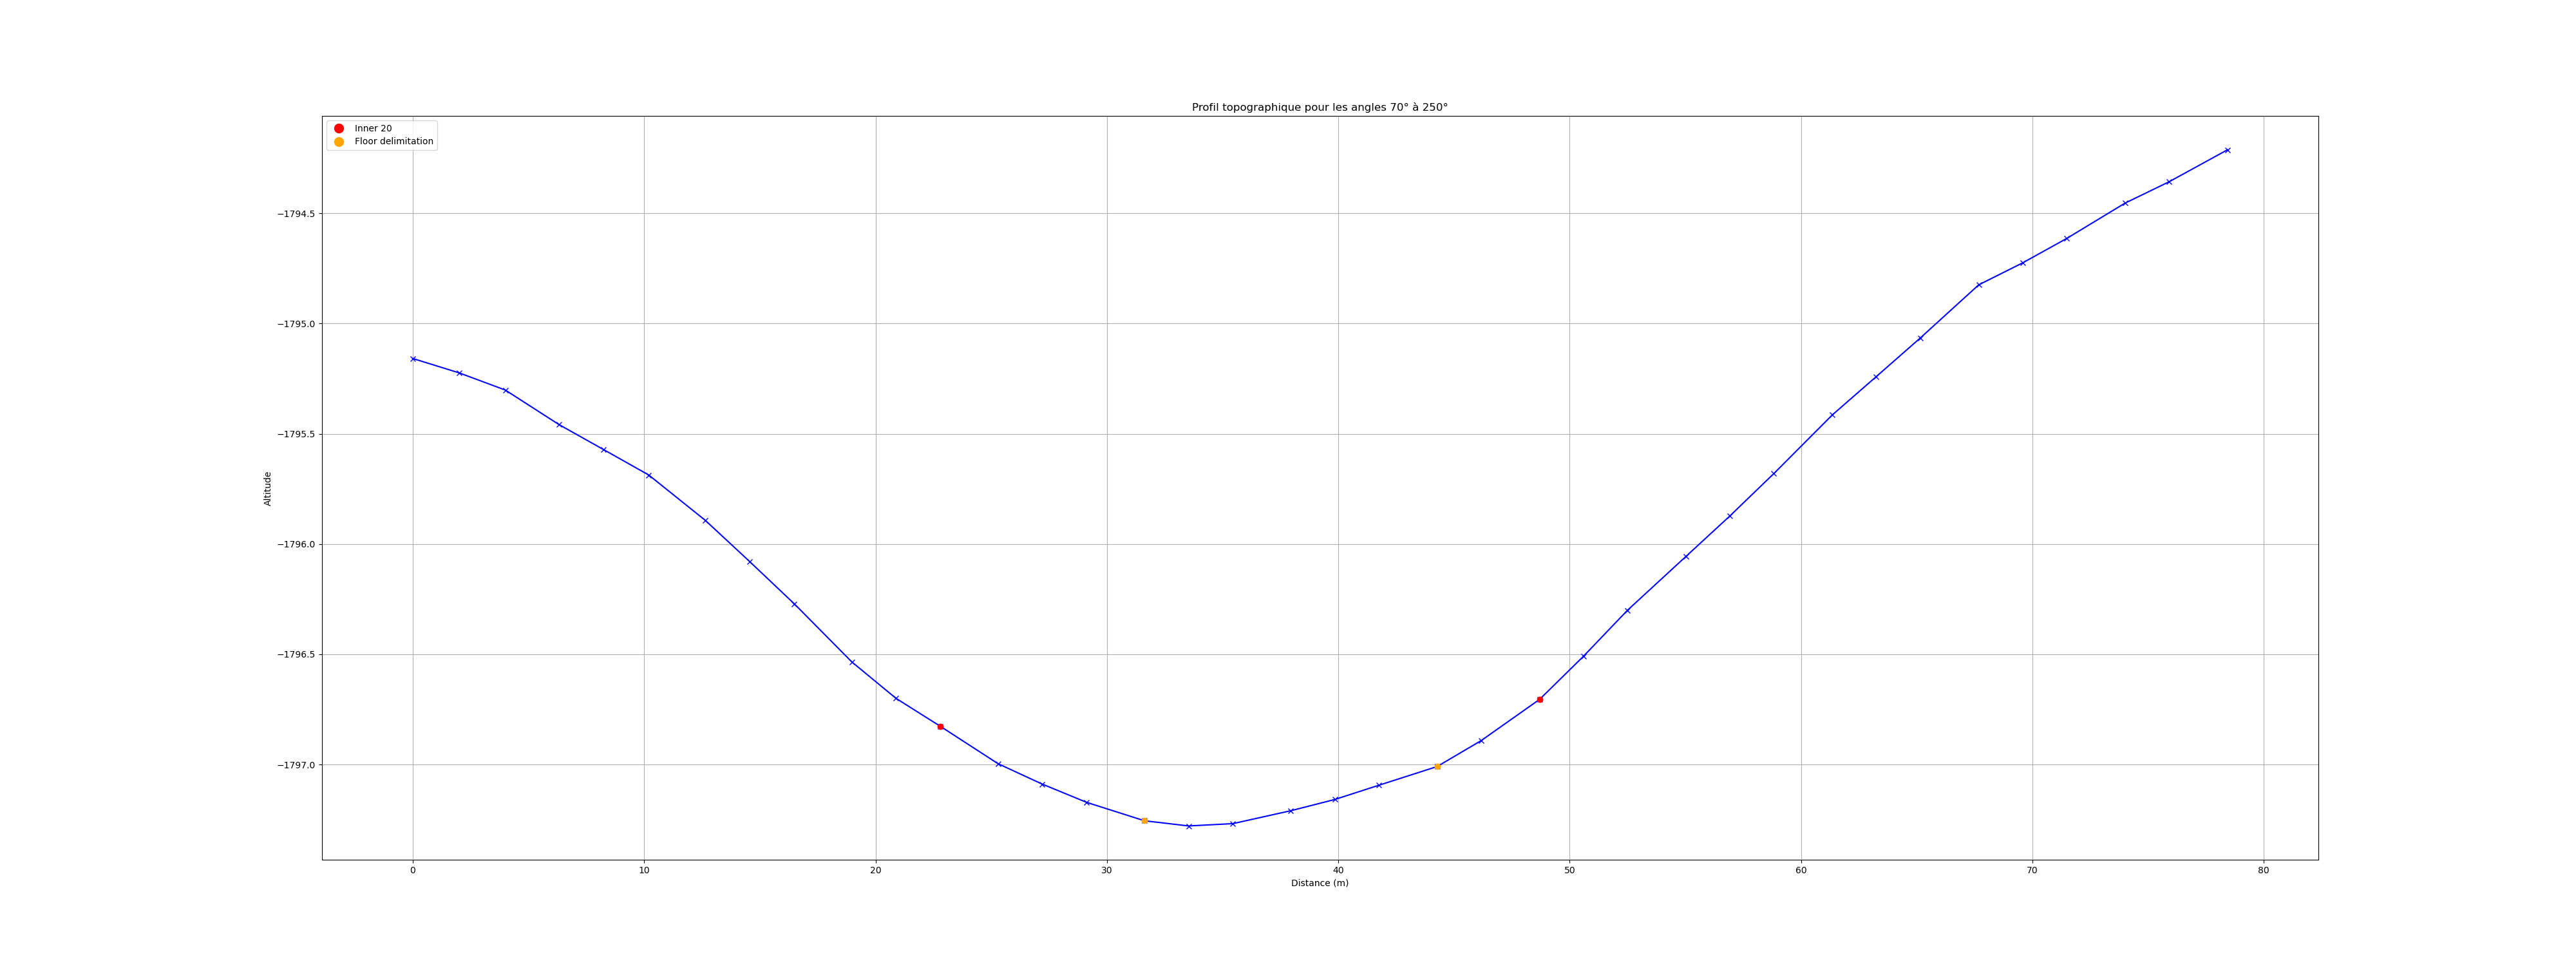 Profil topographique pour les angles 70° à 250°
Inner 20
Floor delimitation
Altitude
−1794.5
−1795.0
−1795.5
−1796.0
−1796.5
−1797.0
0 10 20 30 40 50 60 70 80
Distance (m)